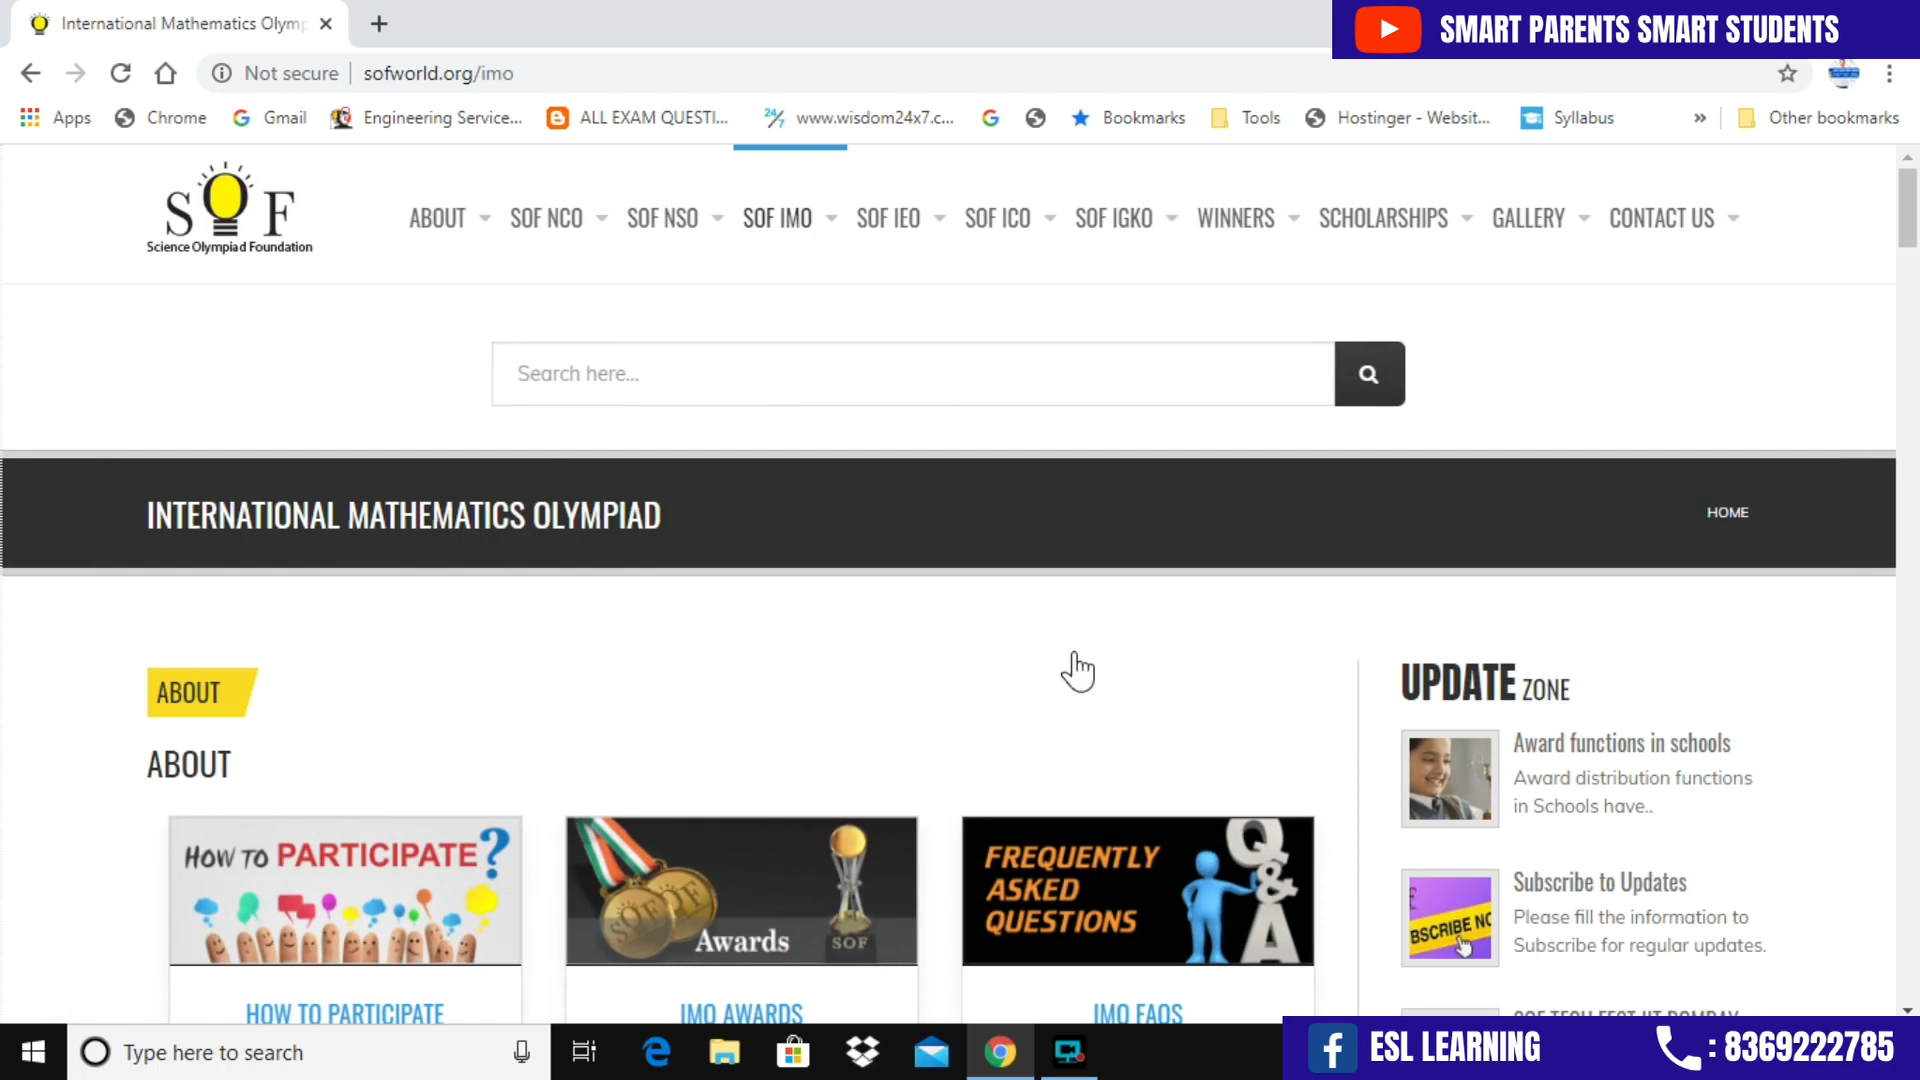 International Mathematics Olymp
SMART PARENTS SMART STUDENTS
Not secure
sofworld.org/imo
Apps
Chrome
Gmail
Engineering Service...
ALL EXAM QUESTI...
24/7
www.wisdom24x7.c...
Bookmarks
Tools
Hostinger - Websit...
Syllabus
»
Other bookmarks
SOF
Science Olympiad Foundation
ABOUT
SOF NCO
SOF NSO
SOF IMO
SOF IEO
SOF ICO
SOF IGKO
WINNERS
SCHOLARSHIPS
GALLERY
CONTACT US
Search here...
INTERNATIONAL MATHEMATICS OLYMPIAD
HOME
ABOUT
ABOUT
HOW TO PARTICIPATE?
SOF
Awards
SOF
FREQUENTLY
ASKED
QUESTIONS
Q
&
A
HOW TO PARTICIPATE
IMO AWARDS
IMO FAQS
UPDATE ZONE
Award functions in schools
Award distribution functions
in Schools have..
BSCRIBE NO
Subscribe to Updates
Please fill the information to
Subscribe for regular updates.
Type here to search
ESL LEARNING
: 8369222785